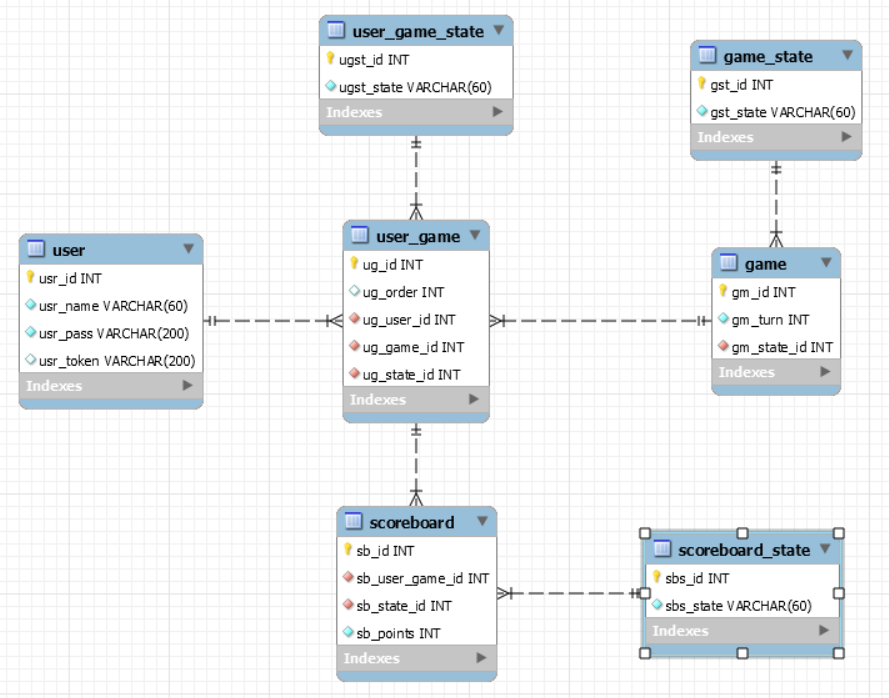 user_game_state
ugst_id INT
ugst_state VARCHAR(60)
Indexes
game_state
gst_id INT
gst_state VARCHAR(60)
Indexes
user
usr_id INT
usr_name VARCHAR(60)
usr_pass VARCHAR(200)
usr_token VARCHAR(200)
Indexes
user_game
ug_id INT
ug_order INT
ug_user_id INT
ug_game_id INT
ug_state_id INT
Indexes
game
gm_id INT
gm_turn INT
gm_state_id INT
Indexes
scoreboard
sb_id INT
sb_user_game_id INT
sb_state_id INT
sb_points INT
Indexes
scoreboard_state
sbs_id INT
sbs_state VARCHAR(60)
Indexes